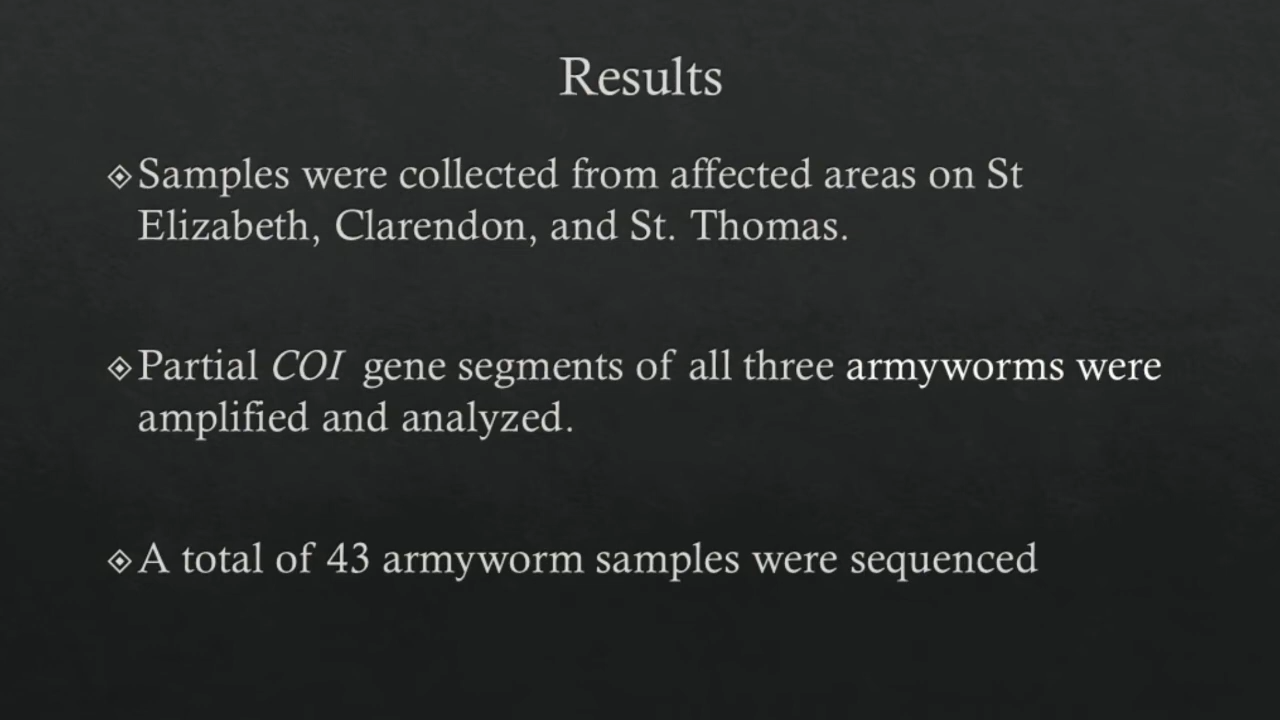 Results
Samples were collected from affected areas on St
Elizabeth, Clarendon, and St. Thomas.
Partial COI gene segments of all three armyworms were
amplified and analyzed.
A total of 43 armyworm samples were sequenced